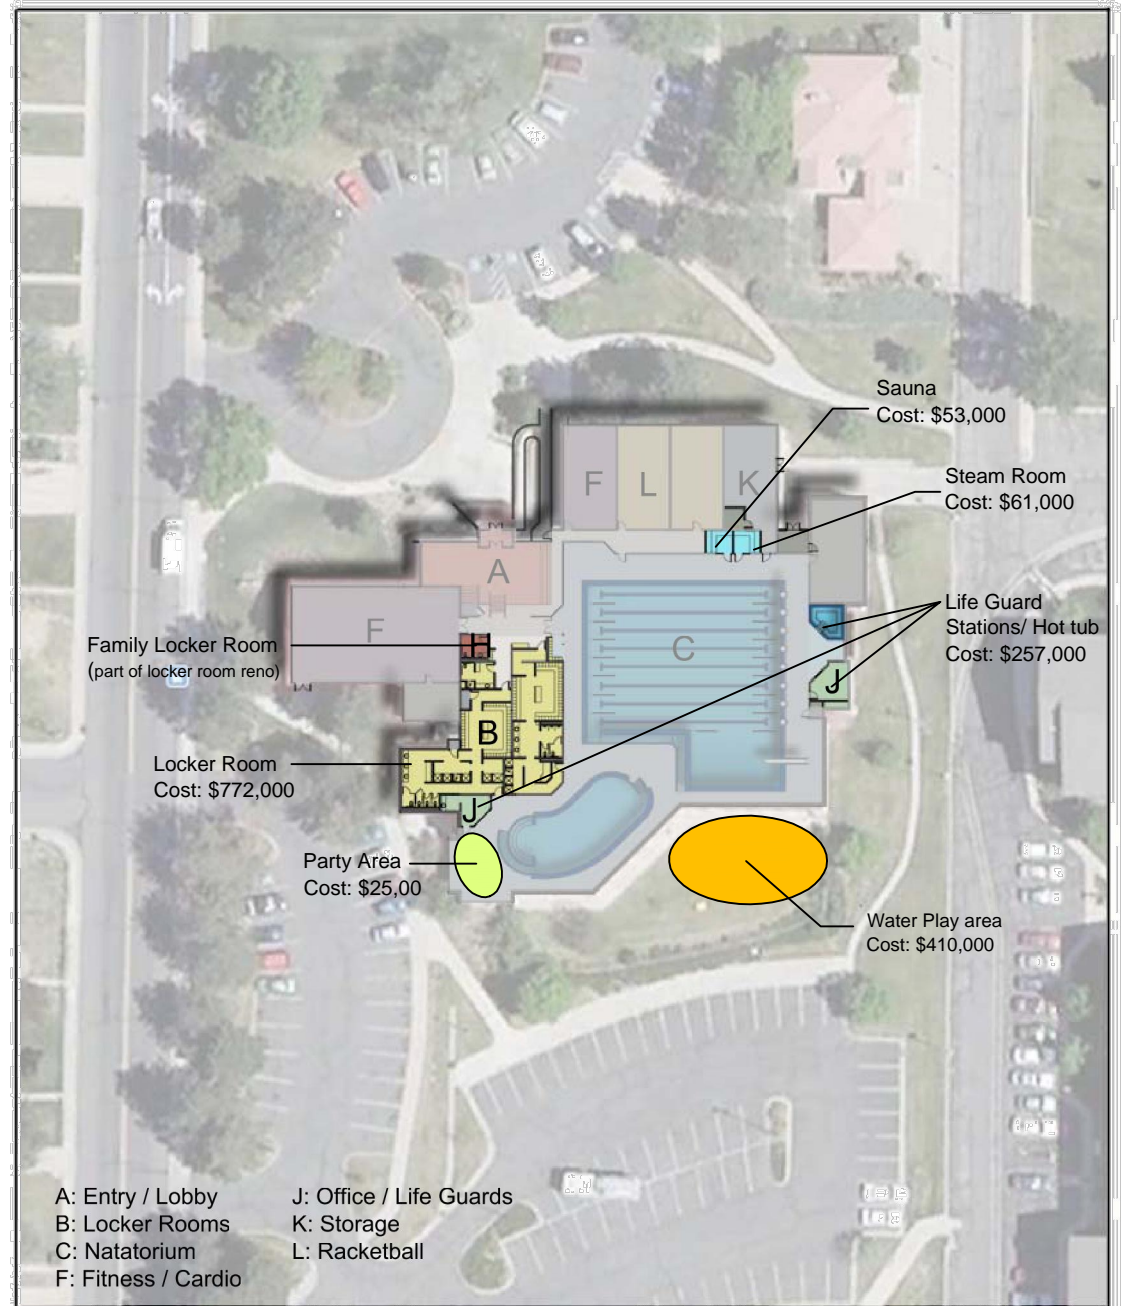 Sauna
Cost: $53,000
Steam Room
Cost: $61,000
F
L
K
A
Life Guard
Stations/ Hot tub
Cost: $257,000
F
Family Locker Room
(part of locker room reno)
H
C
J
B
Locker Room
Cost: $772,000
J
Party Area
Cost: $25,00
Water Play area
Cost: $410,000
A: Entry / Lobby
B: Locker Rooms
C: Natatorium
F: Fitness / Cardio
J: Office / Life Guards
K: Storage
L: Racketball